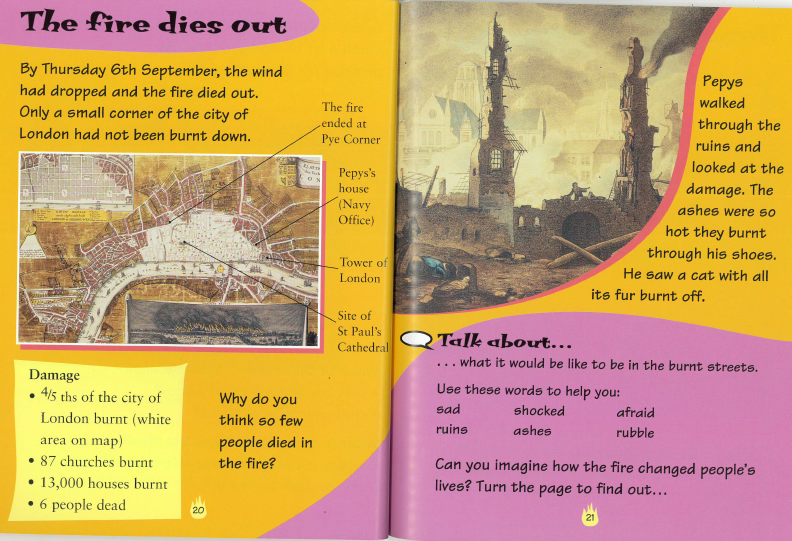 The fire dies out
By Thursday 6th September, the wind
had dropped and the fire died out.
Only a small corner of the city of
London had not been burnt down.
The fire
ended at
Pye Corner
Pepys's
house
(Navy
Office)
Tower of
London
Site of
St Paul's
Cathedral
Damage
• 4/5 ths of the city of
London burnt (white
area on map)
• 87 churches burnt
• 13,000 houses burnt
• 6 people dead
Why do you
think so few
people died in
the fire?
20
Pepys
walked
through the
ruins and
looked at the
damage. The
ashes were so
hot they burnt
through his shoes.
He saw a cat with all
its fur burnt off.
Talk about...
... what it would be like to be in the burnt streets.
Use these words to help you:
sad shocked afraid
ruins ashes rubble
Can you imagine how the fire changed people's
lives? Turn the page to find out...
21